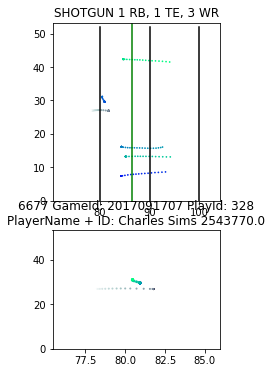 SHOTGUN 1 RB, 1 TE, 3 WR
50
40
30
20
10
0
80 90 100
6677 GameId: 2017091707 PlayId: 328
PlayerName + ID: Charles Sims 2543770.0
40
20
0
77.5 80.0 82.5 85.0